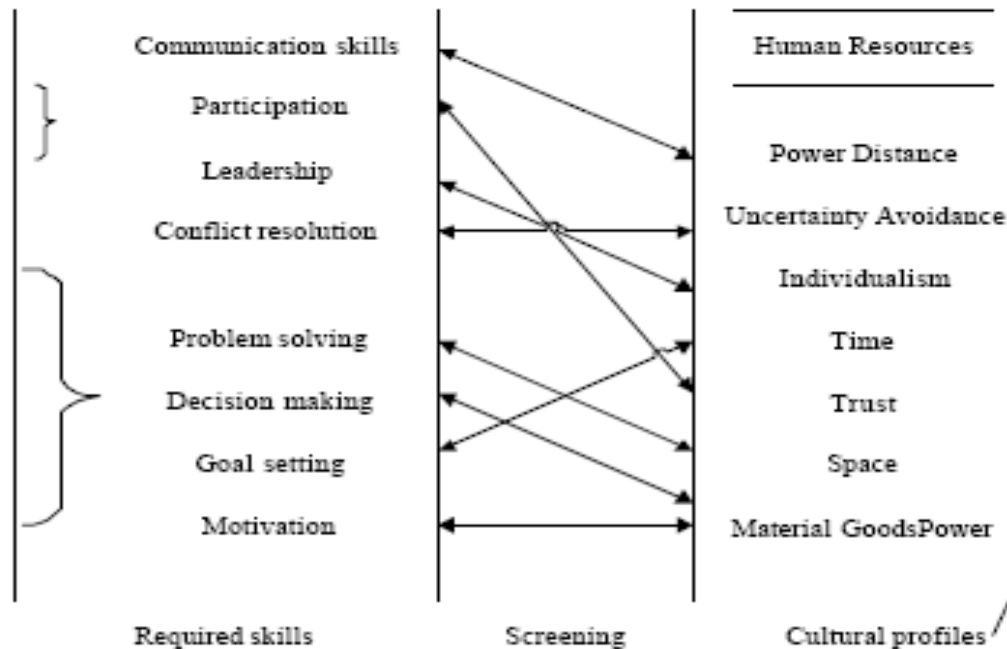 Communication skills
Human Resources
Participation
Power Distance
Leadership
Uncertainty Avoidance
Conflict resolution
Individualism
Problem solving
Time
Decision making
Trust
Goal setting
Space
Motivation
Material GoodsPower
Required skills
Screening
Cultural profiles